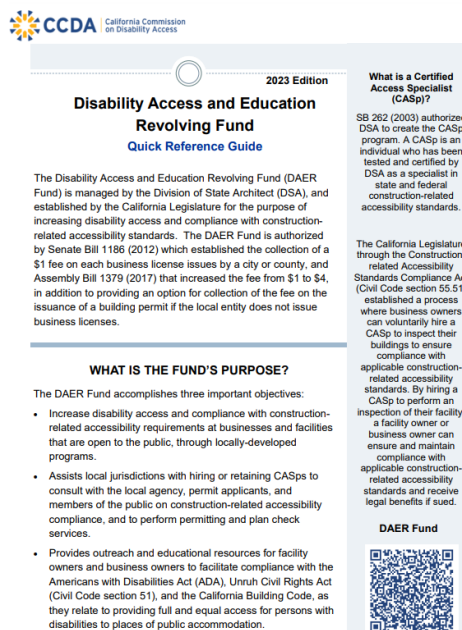 CCDA
California Commission
on Disability Access
2023 Edition
Disability Access and Education
Revolving Fund
Quick Reference Guide
The Disability Access and Education Revolving Fund (DAER
Fund) is managed by the Division of State Architect (DSA), and
established by the California Legislature for the purpose of
increasing disability access and compliance with construction-
related accessibility standards. The DAER Fund is authorized
by Senate Bill 1186 (2012) which established the collection of a
$1 fee on each business license issues by a city or county, and
Assembly Bill 1379 (2017) that increased the fee from $1 to $4,
in addition to providing an option for collection of the fee on the
issuance of a building permit if the local entity does not issue
business licenses.
WHAT IS THE FUND'S PURPOSE?
The DAER Fund accomplishes three important objectives:
• Increase disability access and compliance with construction-
related accessibility requirements at businesses and facilities
that are open to the public, through locally-developed
programs.
• Assists local jurisdictions with hiring or retaining CASps to
consult with the local agency, permit applicants, and
members of the public on construction-related accessibility
compliance, and to perform permitting and plan check
services.
• Provides outreach and educational resources for facility
owners and business owners to facilitate compliance with the
Americans with Disabilities Act (ADA), Unruh Civil Rights Act
(Civil Code section 51), and the California Building Code, as
they relate to providing full and equal access for persons with
disabilities to places of public accommodation.
What is a Certified
Access Specialist
(CASp)?
SB 262 (2003) authorized
DSA to create the CASp
program. A CASp is an
individual who has been
tested and certified by
DSA as a specialist in
state and federal
construction-related
accessibility standards.
The California Legislature
through the Construction-
related Accessibility
Standards Compliance Ac
(Civil Code section 55.51
established a process
where business owners
can voluntarily hire a
CASp to inspect their
buildings to ensure
compliance with
applicable construction-
related accessibility
standards. By hiring a
CASp to perform an
inspection of their facility
a facility owner or
business owner can
ensure and maintain
compliance with
applicable construction-
related accessibility
standards and receive
legal benefits if sued.
DAER Fund